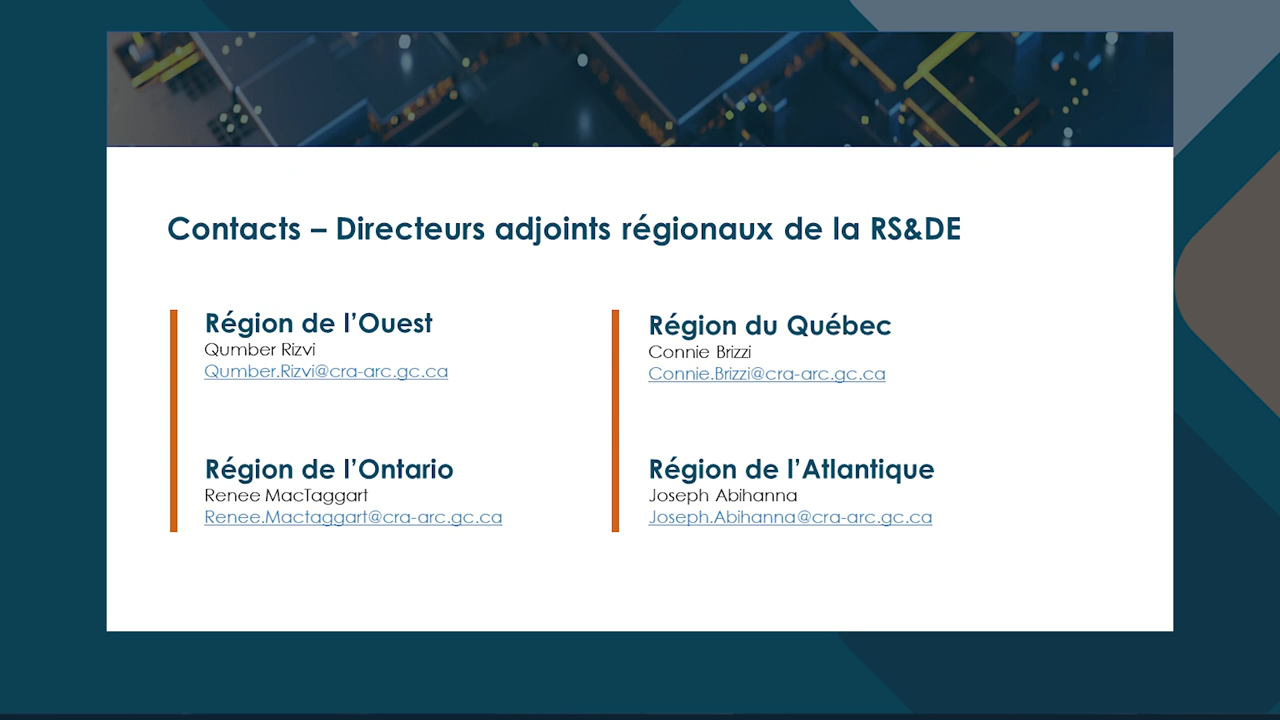 Contacts – Directeurs adjoints régionaux de la RS&DE
Région de l’Ouest
Qumber Rizvi
Qumber.Rizvi@cra-arc.gc.ca
Région du Québec
Connie Brizzi
Connie.Brizzi@cra-arc.gc.ca
Région de l’Ontario
Renee MacTaggart
Renee.Mactaggart@cra-arc.gc.ca
Région de l’Atlantique
Joseph Abihanna
Joseph.Abihanna@cra-arc.gc.ca